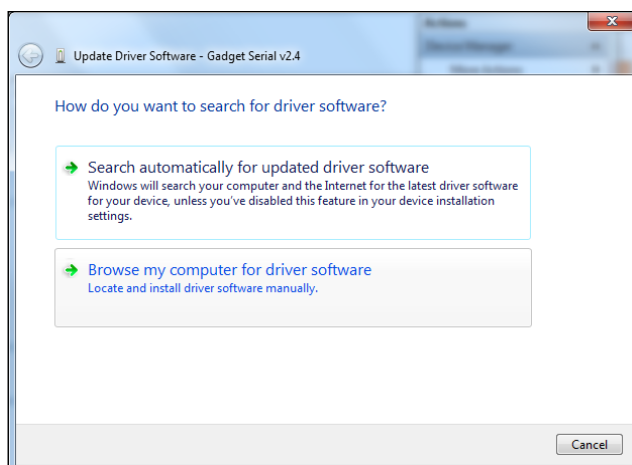 Actions
Device Manager
More Actions
Update Driver Software - Gadget Serial v2.4
How do you want to search for driver software?
Search automatically for updated driver software
Windows will search your computer and the Internet for the latest driver software
for your device, unless you've disabled this feature in your device installation
settings.
Browse my computer for driver software
Locate and install driver software manually.
Cancel